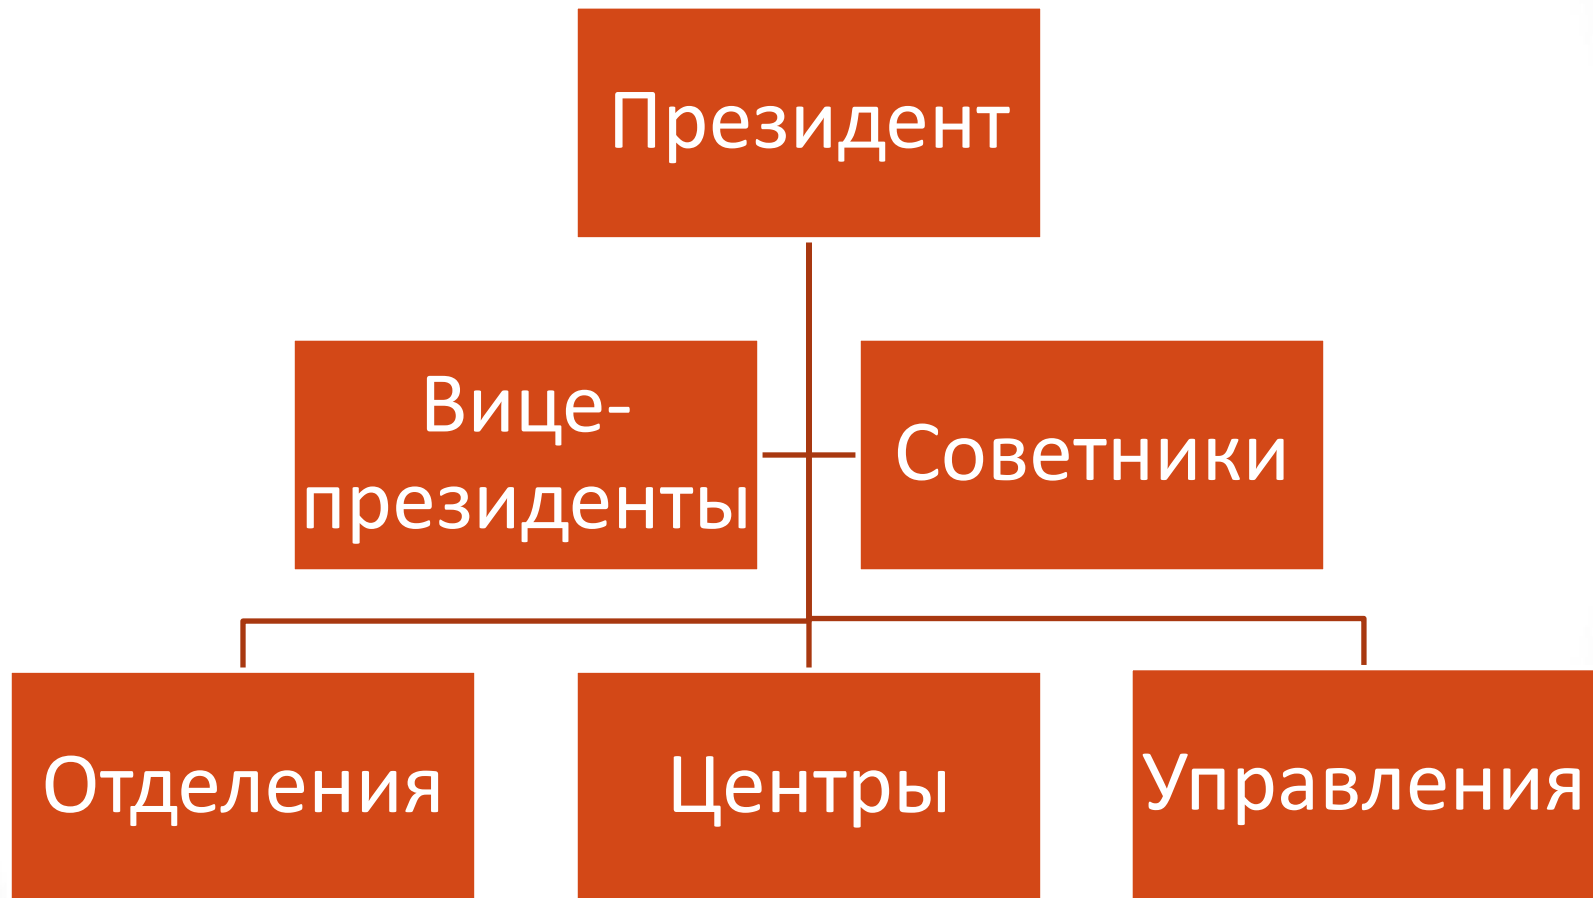 Президент
Вице-
президенты
Советники
Отделения
Центры
Управления